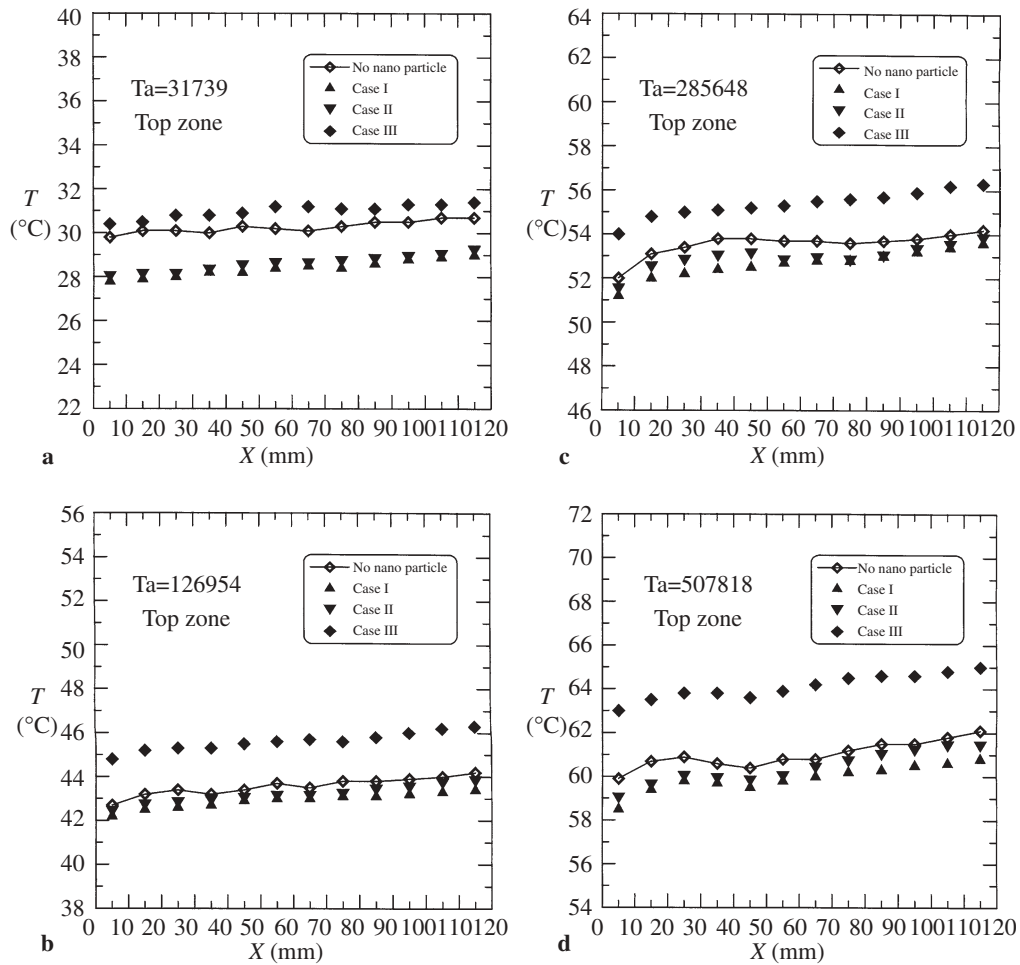 40
38
36
34
32
T
(°C)
30
28
26
24
22
Ta=31739
Top zone
No nano particle
Case I
Case II
Case III
0 10 20 30 40 50 60 70 80 90 100110120
a
X (mm)
64
62
60
58
56
T
(°C)
54
52
50
48
46
Ta=285648
Top zone
No nano particle
Case I
Case II
Case III
0 10 20 30 40 50 60 70 80 90 100110120
c
X (mm)
56
54
52
50
48
T
(°C)
46
44
42
40
38
Ta=126954
Top zone
No nano particle
Case I
Case II
Case III
0 10 20 30 40 50 60 70 80 90 100110120
b
X (mm)
72
70
68
66
64
T
(°C)
62
60
58
56
54
Ta=507818
Top zone
No nano particle
Case I
Case II
Case III
0 10 20 30 40 50 60 70 80 90 100110120
d
X (mm)